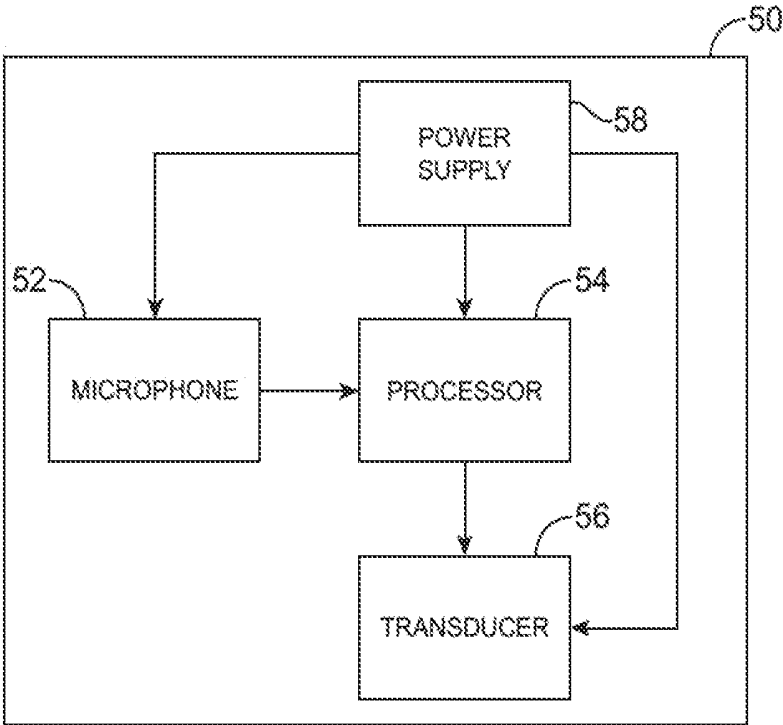 50
POWER
SUPPLY
58
52
54
MICROPHONE
PROCESSOR
56
TRANSDUCER